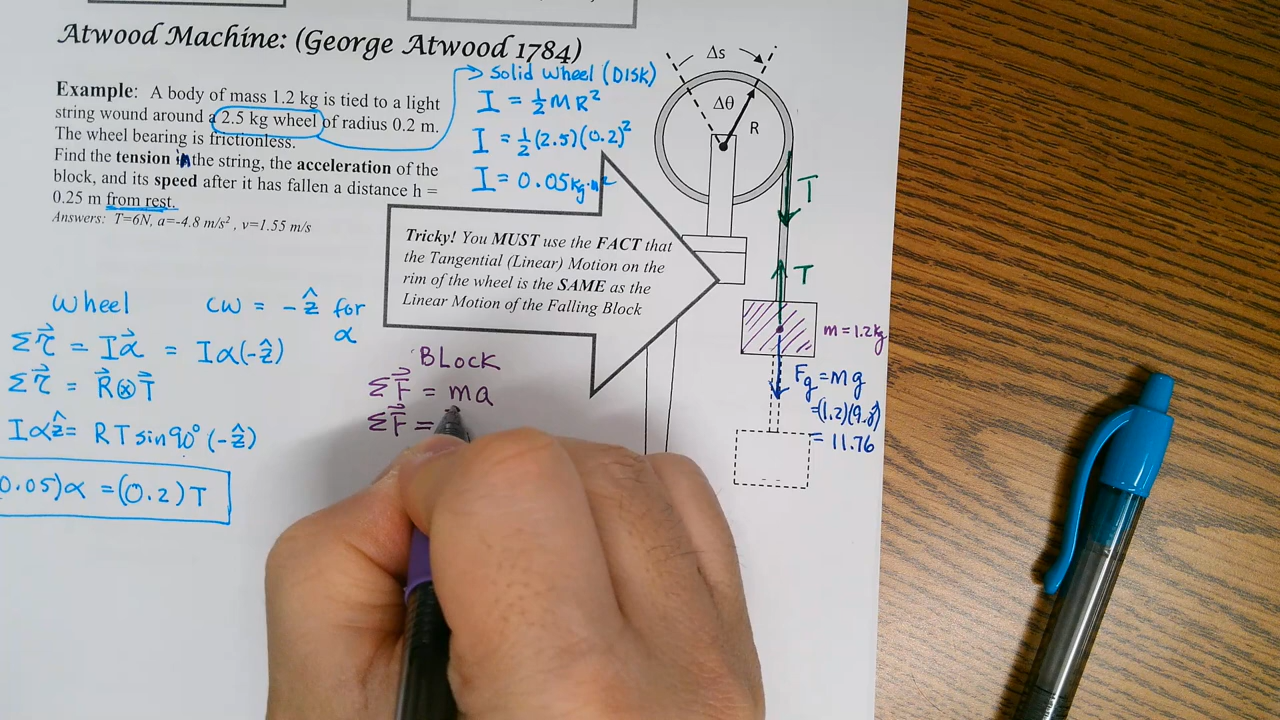 Atwood Machine: (George Atwood 1784)
Example: A body of mass 1.2 kg is tied to a light
string wound around a 2.5 kg wheel of radius 0.2 m.
The wheel bearing is frictionless.
Find the tension in the string, the acceleration of the
block, and its speed after it has fallen a distance h =
0.25 m from rest.
Answers: T=6N, a=-4.8 m/s², v=1.55 m/s
Solid Wheel (DISK)
I = ½MR²
I = ½(2.5)(0.2)²
I = 0.05 kg·m²
Δs
Δθ
R
T
T
m = 1.2kg
Fg = mg
=(1.2)(9.8)
= 11.76
Tricky! You MUST use the FACT that
the Tangential (Linear) Motion on the
rim of the wheel is the SAME as the
Linear Motion of the Falling Block
Wheel
CW = -ẑ for
α
Στ⃗ = Iα⃗ = Iα(-ẑ)
Στ⃗ = R⃗⊗T⃗
Iαẑ = RT sin90° (-ẑ)
0.05)α = (0.2)T
BLOCK
ΣF⃗ = ma
ΣF⃗ =